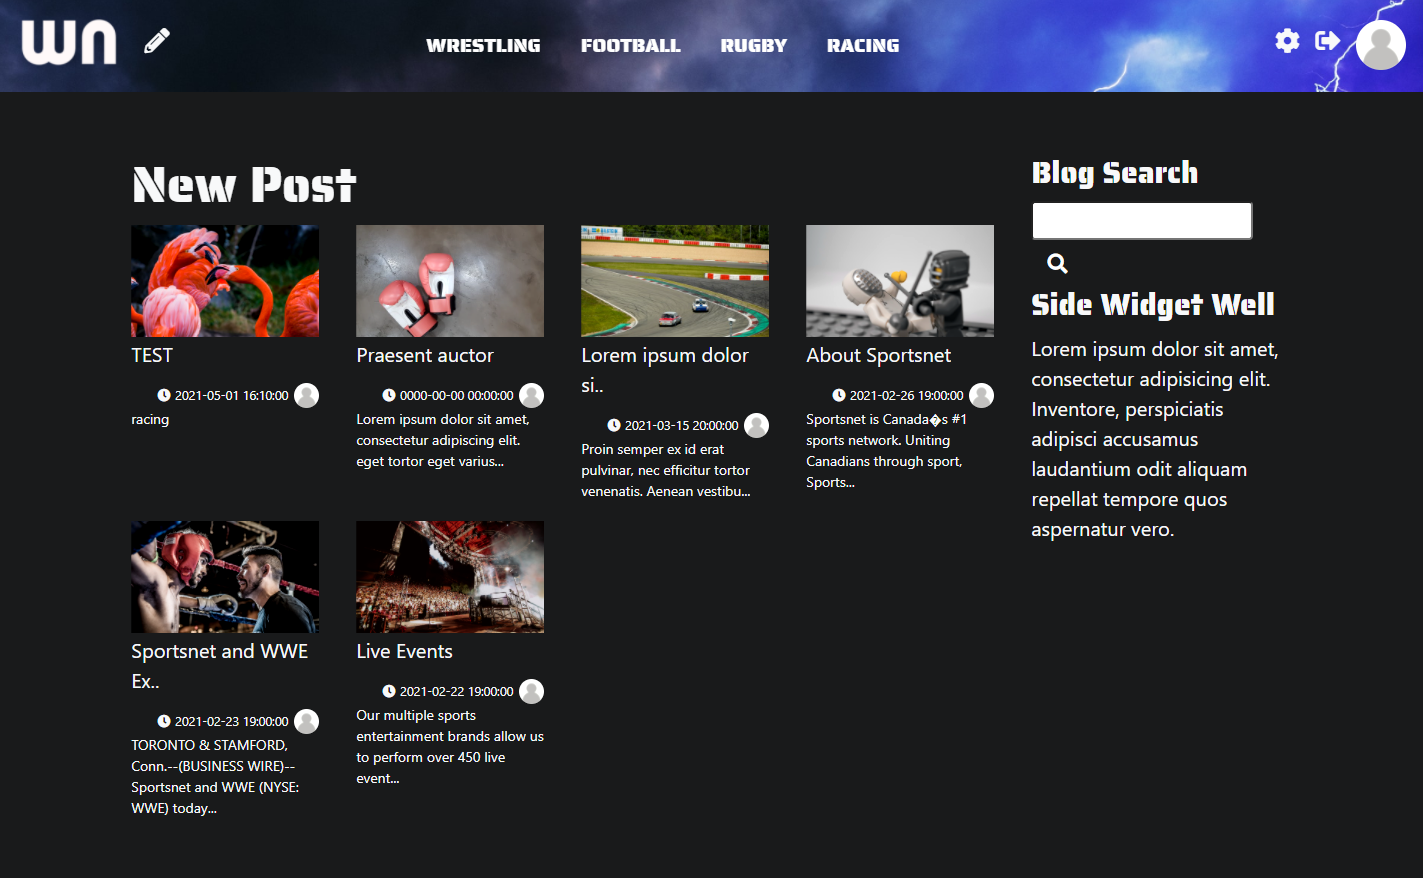 wn
WRESTLING
FOOTBALL
RUGBY
RACING
New Post
TEST
2021-05-01 16:10:00
racing
Praesent auctor
0000-00-00 00:00:00
Lorem ipsum dolor sit amet,
consectetur adipiscing elit.
eget tortor eget varius...
Lorem ipsum dolor
si..
2021-03-15 20:00:00
Proin semper ex id erat
pulvinar, nec efficitur tortor
venenatis. Aenean vestibu...
About Sportsnet
2021-02-26 19:00:00
Sportsnet is Canada�s #1
sports network. Uniting
Canadians through sport,
Sports...
Sportsnet and WWE
Ex..
2021-02-23 19:00:00
TORONTO & STAMFORD,
Conn.--(BUSINESS WIRE)--
Sportsnet and WWE (NYSE:
WWE) today...
Live Events
2021-02-22 19:00:00
Our multiple sports
entertainment brands allow us
to perform over 450 live
event...
Blog Search
Side Widget Well
Lorem ipsum dolor sit amet,
consectetur adipisicing elit.
Inventore, perspiciatis
adipisci accusamus
laudantium odit aliquam
repellat tempore quos
aspernatur vero.